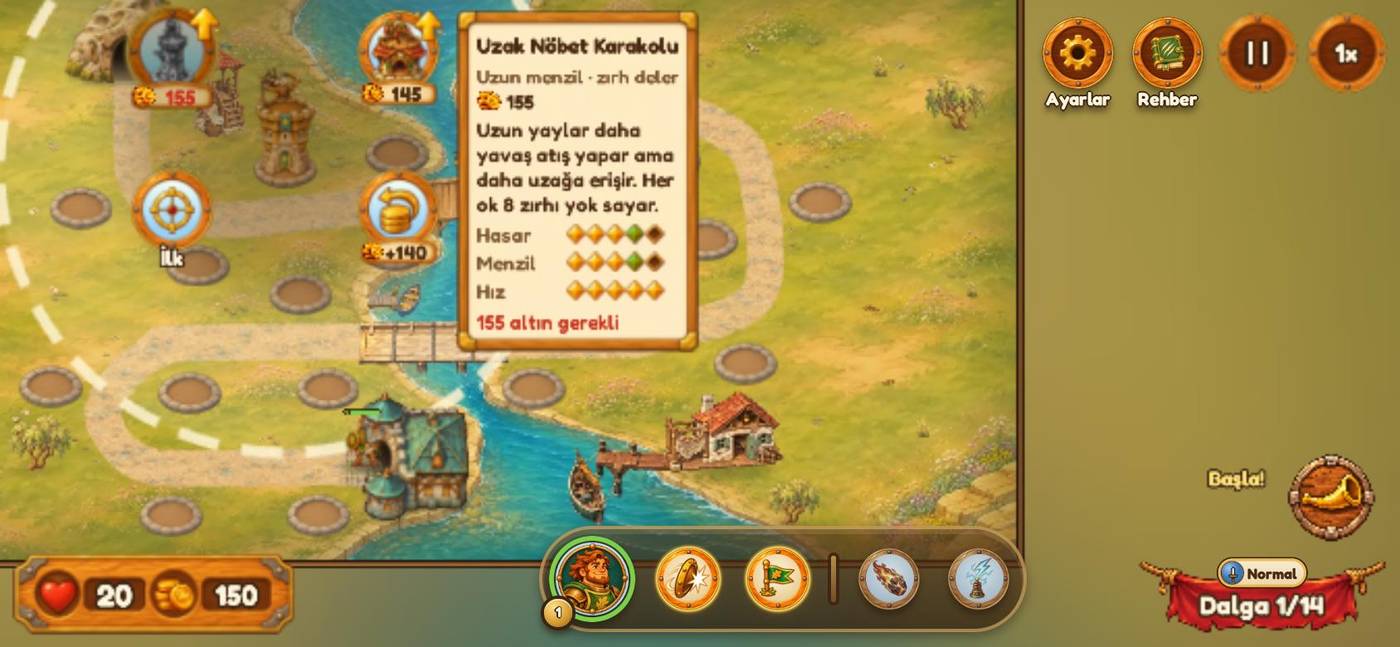 155
145
Uzak Nöbet Karakolu
Uzun menzil · zırh deler
155
Uzun yaylar daha
yavaş atış yapar ama
daha uzağa erişir. Her
ok 8 zırhı yok sayar.
Hasar
Menzil
Hız
155 altın gerekli
İlk
+140
Ayarlar
Rehber
1x
Başla!
Normal
Dalga 1/14
20
150
1